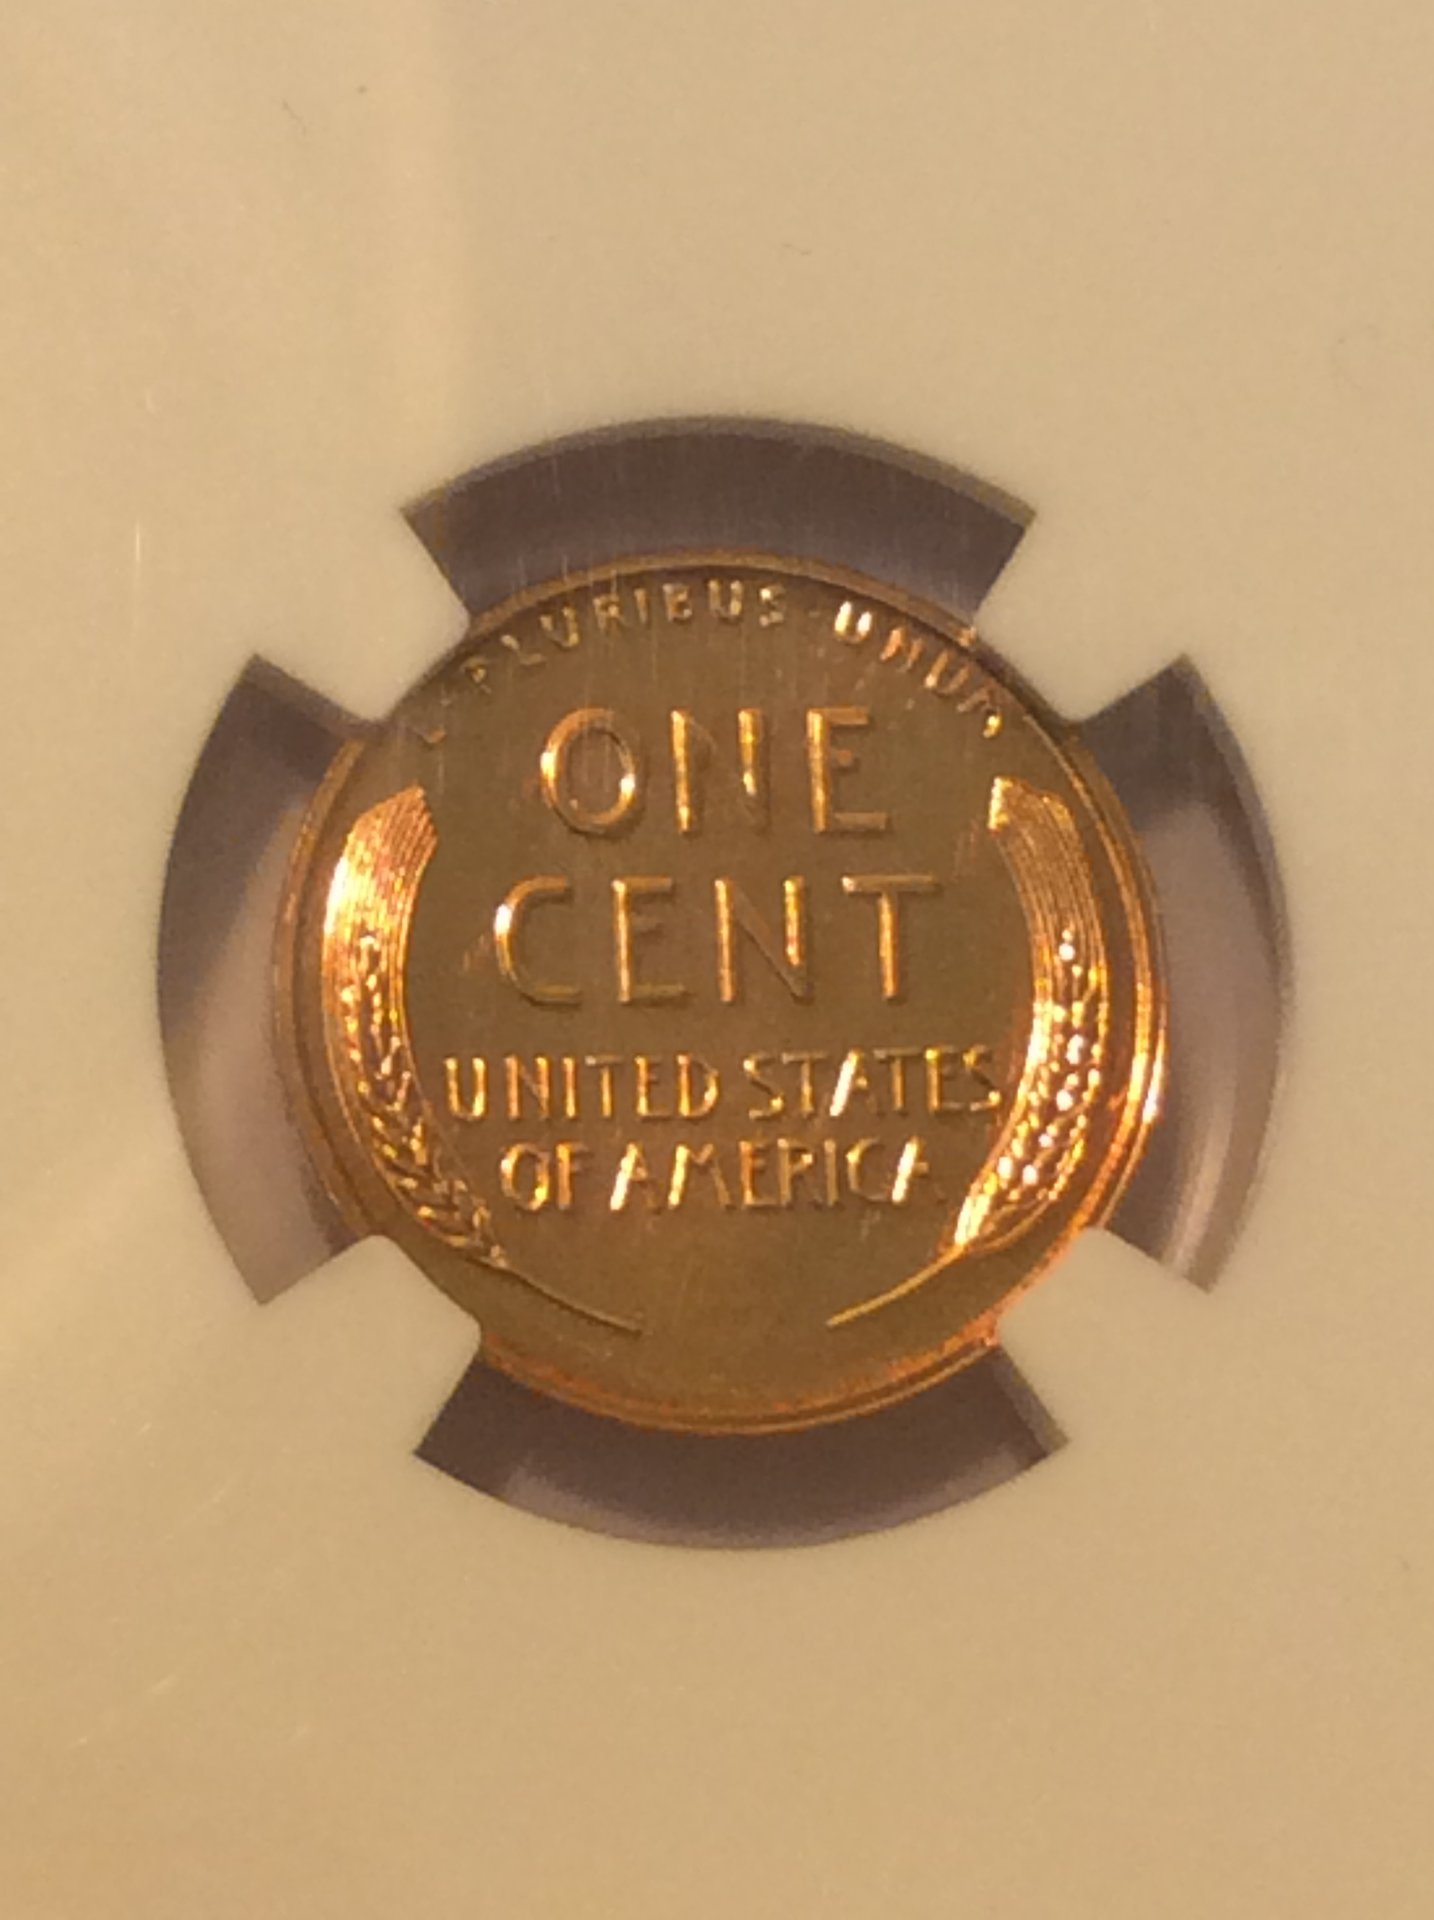 E · PLURIBUS · UNUM
ONE
CENT
UNITED STATES
OF AMERICA